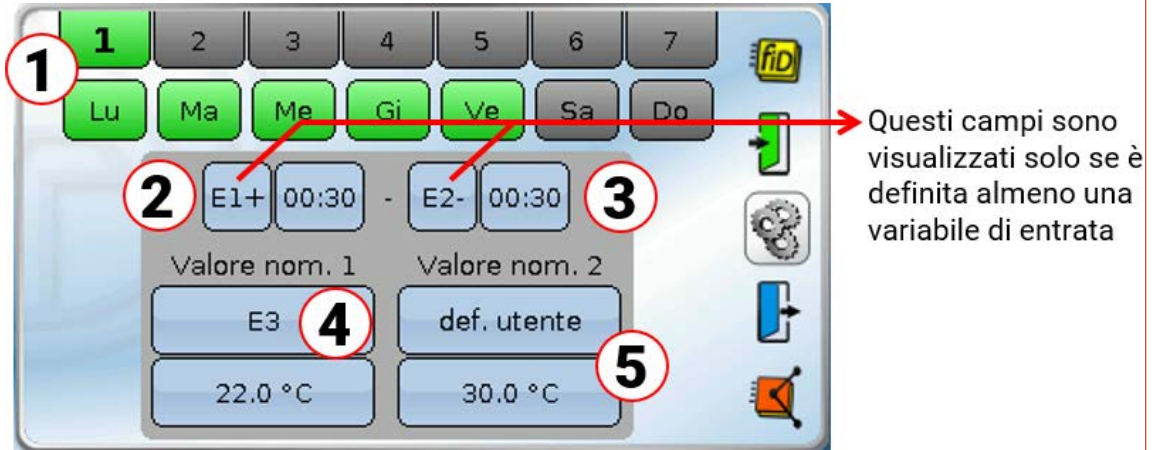 1 2 3 4 5 6 7
fiD
1
Lu Ma Me Gi Ve Sa Do
2 E1+ 00:30 - E2- 00:30 3
Valore nom. 1 Valore nom. 2
E3 4 def. utente
22.0 °C 30.0 °C 5
Questi campi sono
visualizzati solo se è
definita almeno una
variabile di entrata